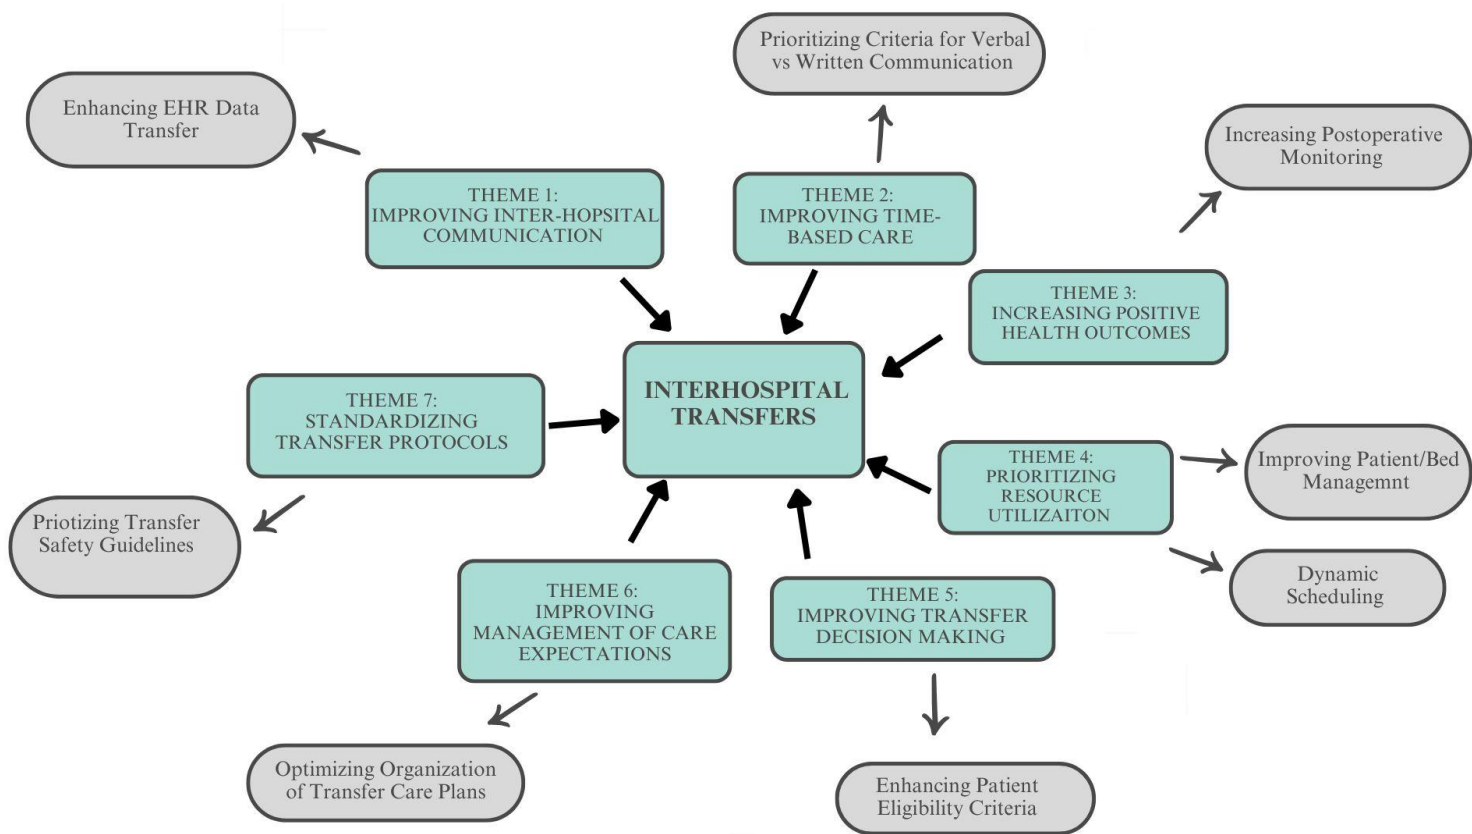 Prioritizing Criteria for Verbal
vs Written Communication
Enhancing EHR Data
Transfer
Increasing Postoperative
Monitoring
THEME 1:
IMPROVING INTER-HOPSITAL
COMMUNICATION
THEME 2:
IMPROVING TIME-
BASED CARE
THEME 3:
INCREASING POSITIVE
HEALTH OUTCOMES
INTERHOSPITAL
TRANSFERS
THEME 7:
STANDARDIZING
TRANSFER PROTOCOLS
THEME 4:
PRIORITIZING
RESOURCE
UTILIZAITON
Improving Patient/Bed
Managemnt
Priotizing Transfer
Safety Guidelines
Dynamic
Scheduling
THEME 6:
IMPROVING
MANAGEMENT OF CARE
EXPECTATIONS
THEME 5:
IMPROVING TRANSFER
DECISION MAKING
Optimizing Organization
of Transfer Care Plans
Enhancing Patient
Eligibility Criteria